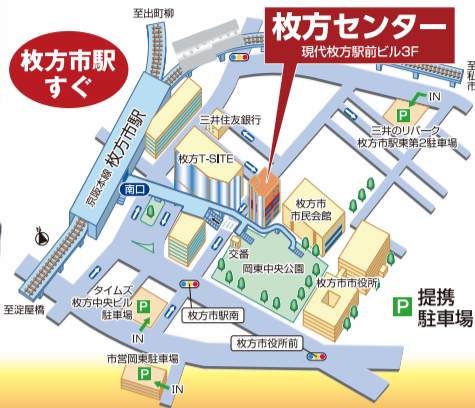 至出町柳
枚方センター
現代枚方駅前ビル3F
枚方市駅
すぐ
至私市
IN
P
三井のリパーク
枚方市駅東第2駐車場
三井住友銀行
枚方T-SITE
京阪本線 枚方市駅
南口
枚方市
市民会館
交番
岡東中央公園
枚方市市役所
至淀屋橋
タイムズ
枚方中央ビル
駐車場
P
IN
枚方市駅南
枚方市役所前
P 提携
駐車場
市営岡東駐車場
P
IN